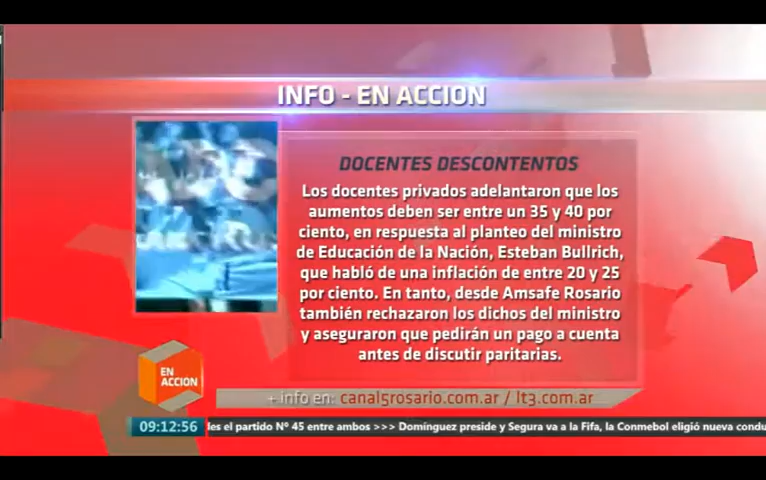 INFO - EN ACCION
DOCENTES DESCONTENTOS
Los docentes privados adelantaron que los
aumentos deben ser entre un 35 y 40 por
ciento, en respuesta al planteo del ministro
de Educación de la Nación, Esteban Bullrich,
que habló de una inflación de entre 20 y 25
por ciento. En tanto, desde Amsafe Rosario
también rechazaron los dichos del ministro
y aseguraron que pedirán un pago a cuenta
antes de discutir paritarias.
EN
ACCION
+ info en: canal5rosario.com.ar / lt3.com.ar
09:12:56 les el partido Nº 45 entre ambos >>> Domínguez preside y Segura va a la Fifa, la Conmebol eligió nueva condu